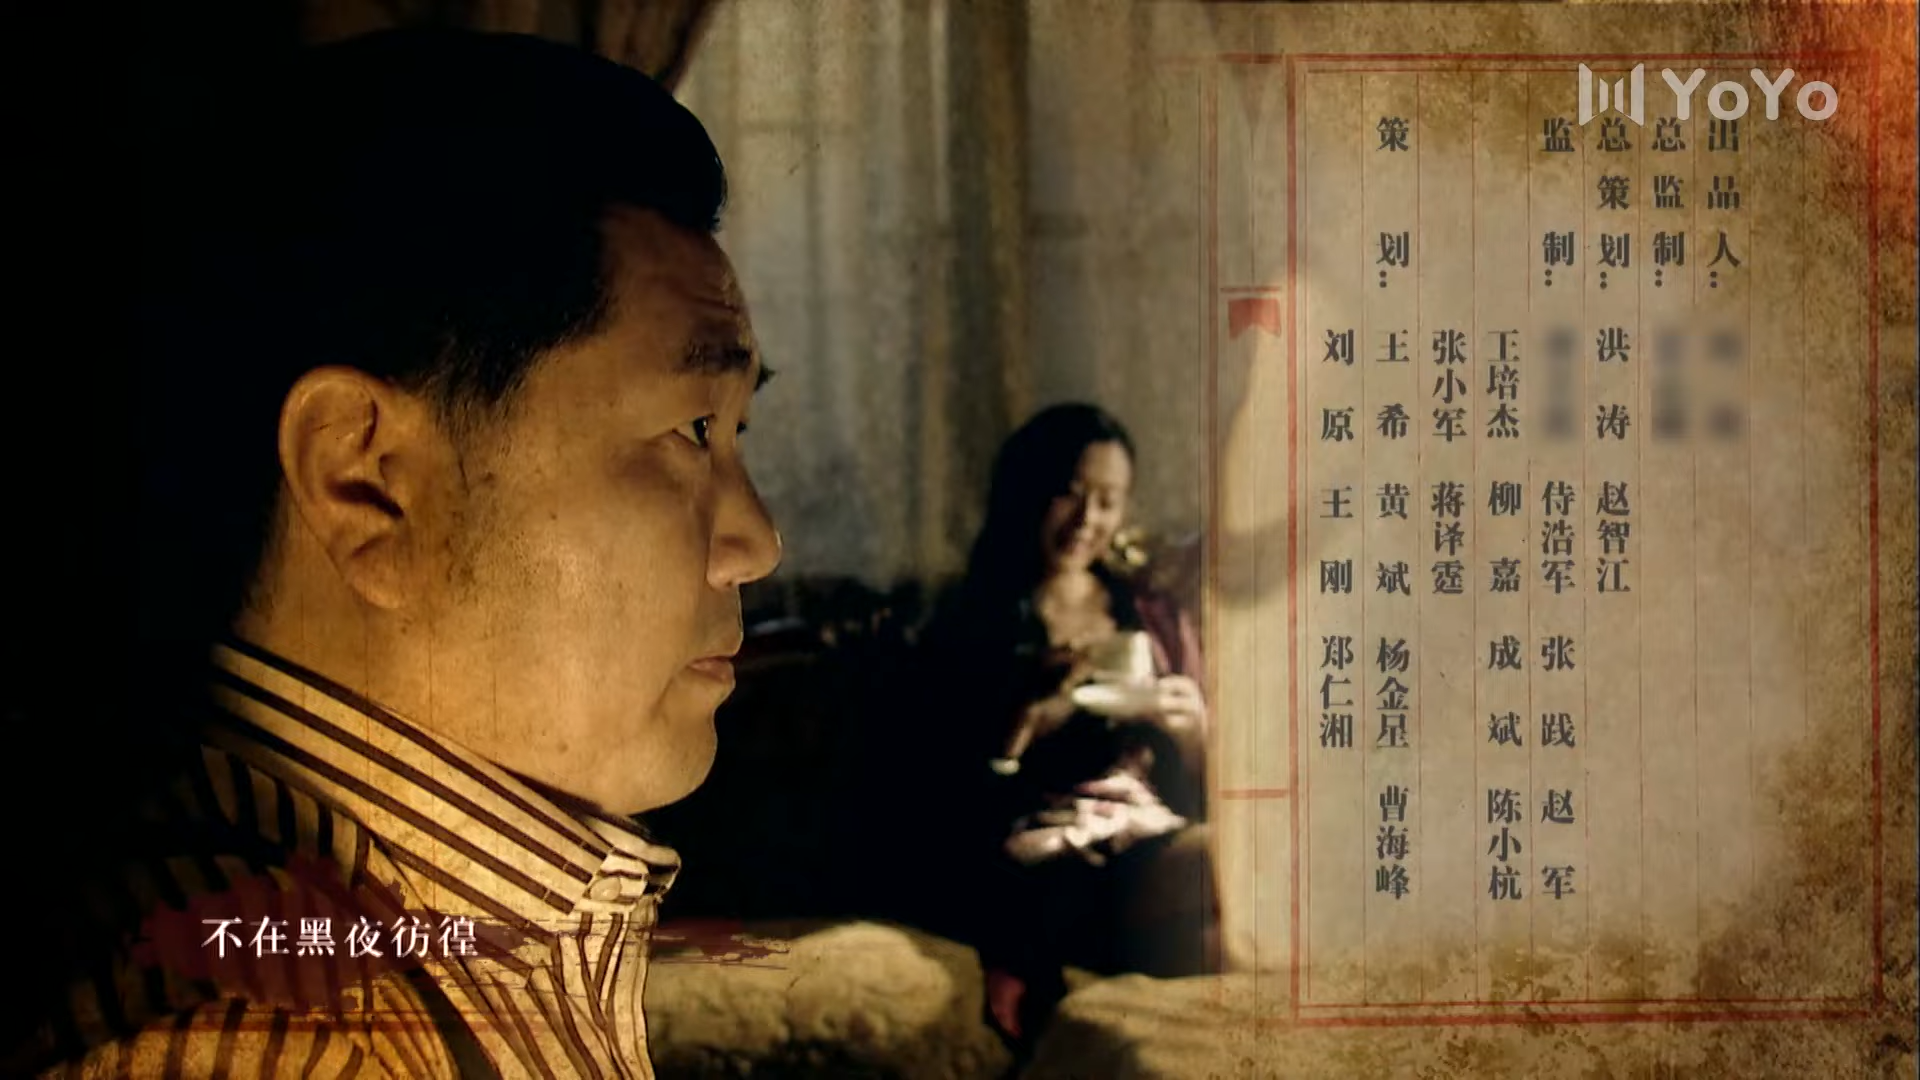 YoYo
出品人：
总监制：
总策划：洪涛 赵智江
监制：侍浩军 张践 赵军
王培杰 柳嘉 成斌 陈小杭
张小军 蒋译霆
策划：王希 黄斌 杨金星 曹海峰
刘原 王刚 郑仁湘
不在黑夜彷徨